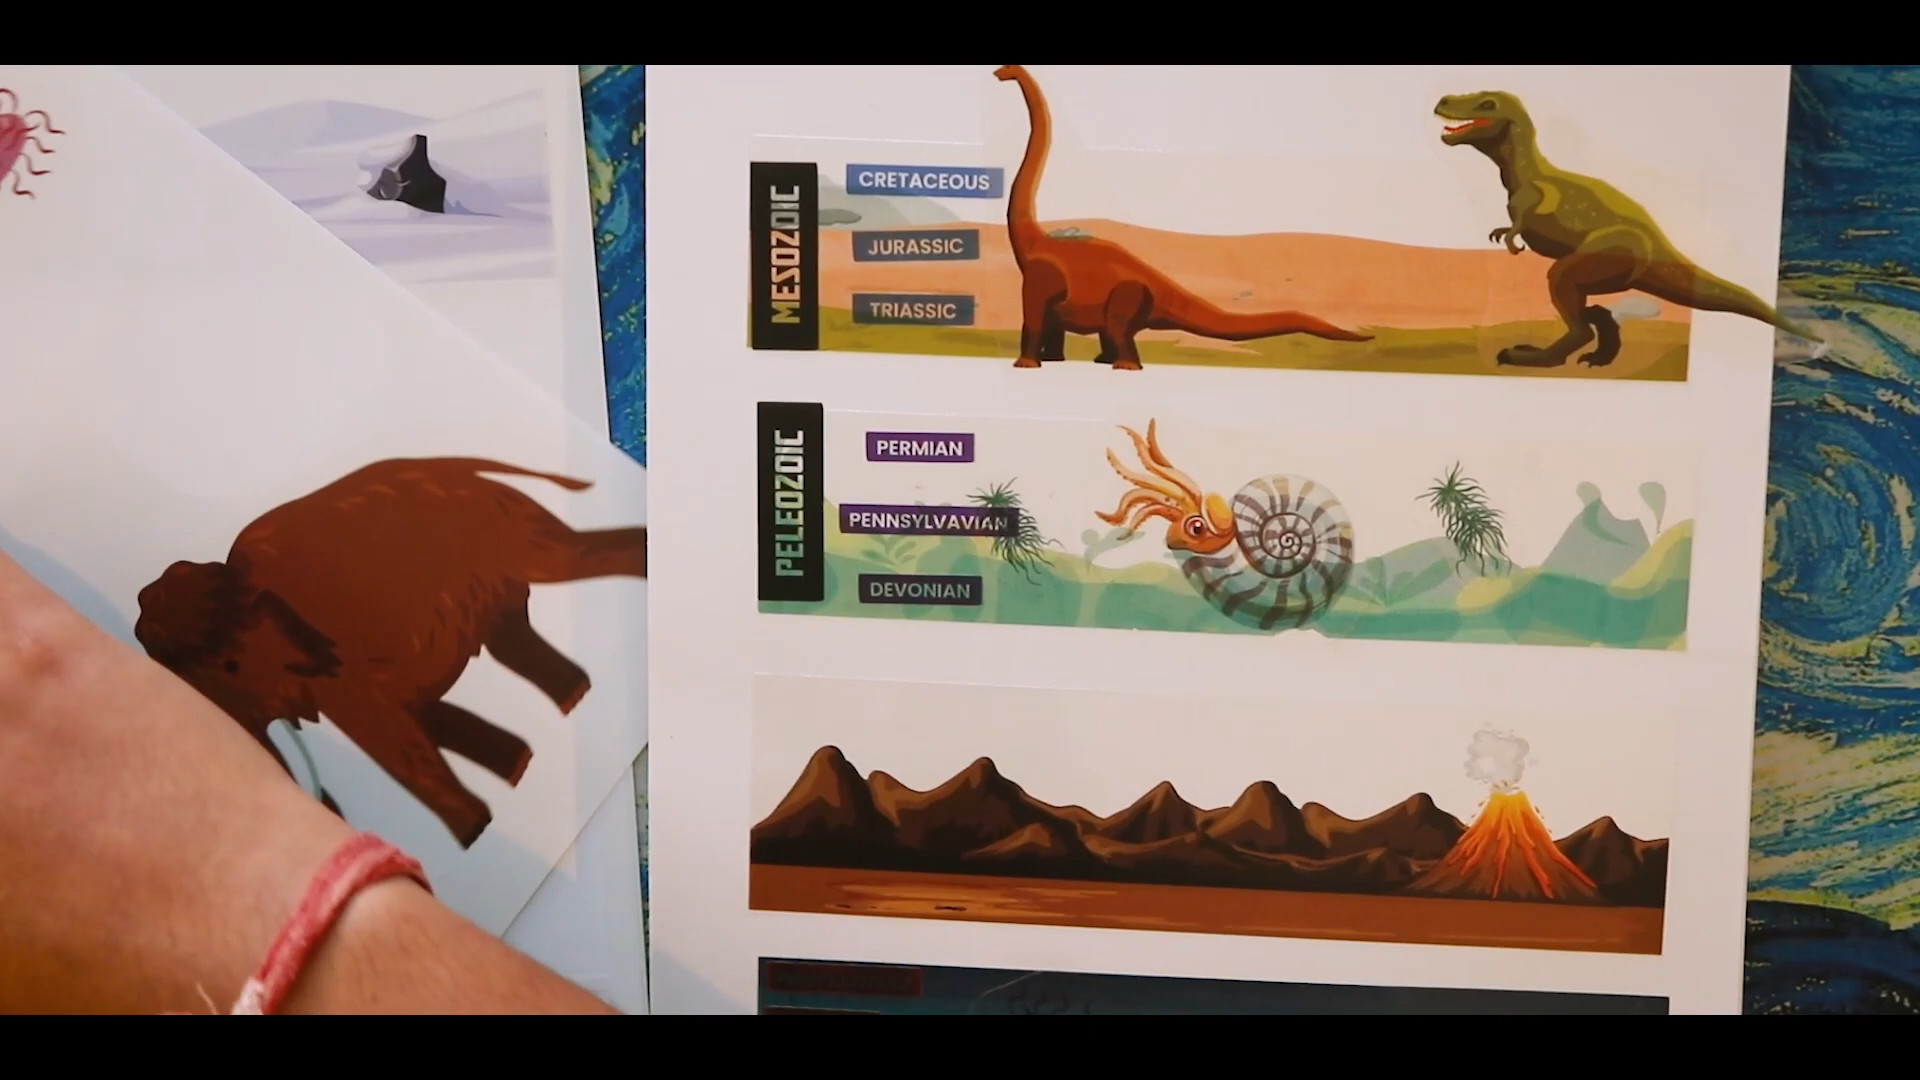 MESOZOIC
CRETACEOUS
JURASSIC
TRIASSIC
PELEOZOIC
PERMIAN
PENNSYLVAVIAN
DEVONIAN